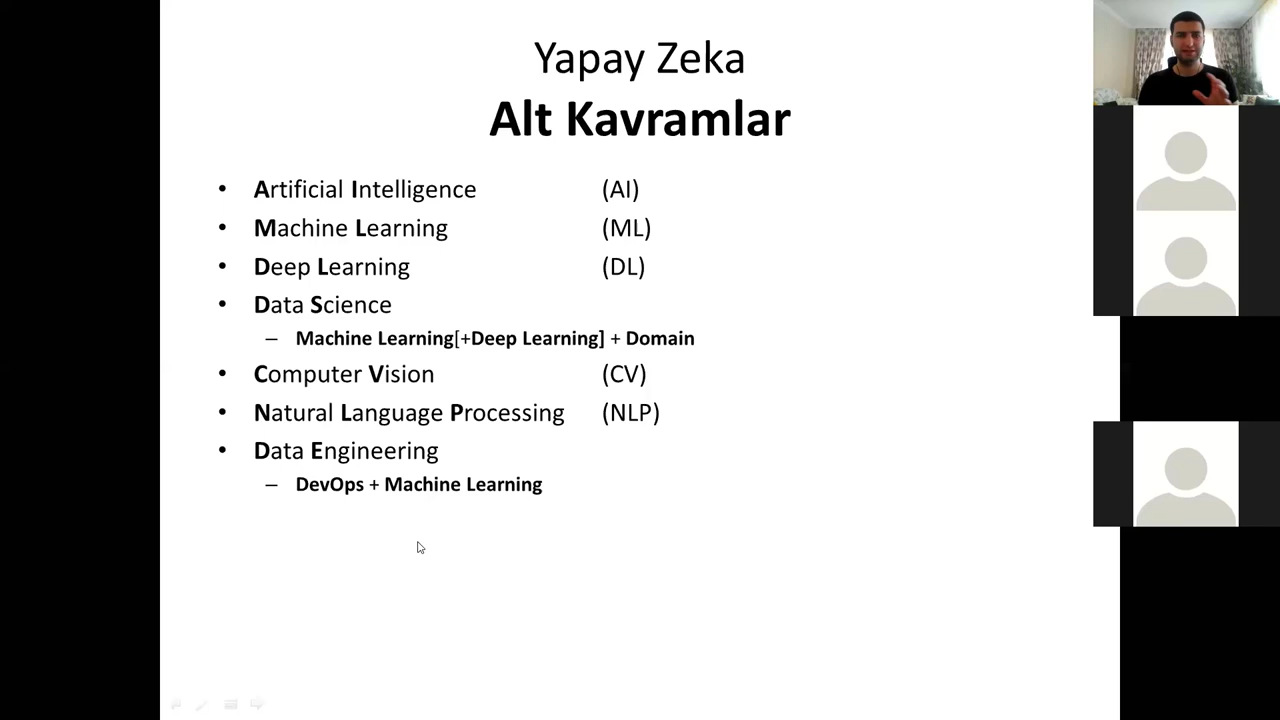 Yapay Zeka
Alt Kavramlar
• Artificial Intelligence (AI)
• Machine Learning (ML)
• Deep Learning (DL)
• Data Science
– Machine Learning[+Deep Learning] + Domain
• Computer Vision (CV)
• Natural Language Processing (NLP)
• Data Engineering
– DevOps + Machine Learning